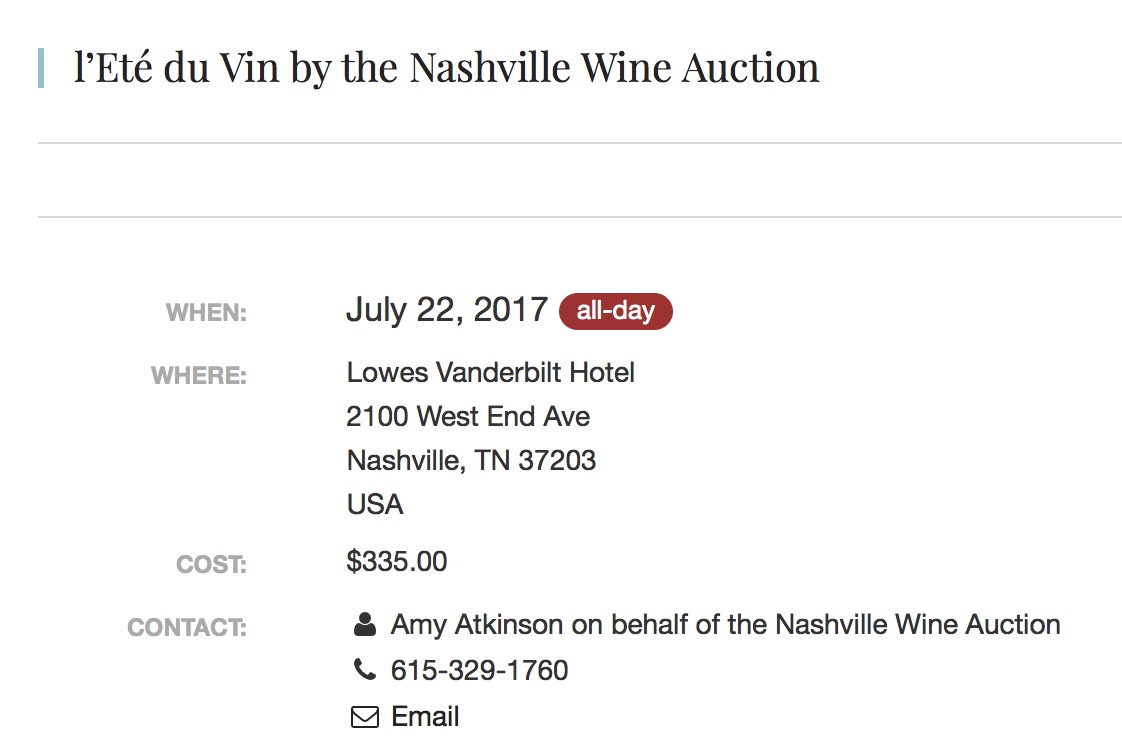 l’Eté du Vin by the Nashville Wine Auction
WHEN: July 22, 2017 all-day
WHERE: Lowes Vanderbilt Hotel
2100 West End Ave
Nashville, TN 37203
USA
COST: $335.00
CONTACT: Amy Atkinson on behalf of the Nashville Wine Auction
615-329-1760
Email